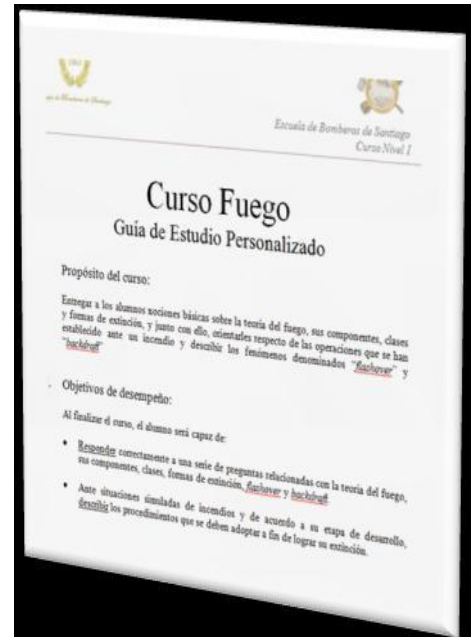 Escuela de Bomberos de Santiago
Curso Nivel I
Curso Fuego
Guía de Estudio Personalizado
Propósito del curso:
Entregar a los alumnos nociones básicas sobre la teoría del fuego, sus componentes, clases
y formas de extinción, y junto con ello, orientarles respecto de las operaciones que se han
establecido ante un incendio y describir los fenómenos denominados "flashover" y
"backdraft"
Objetivos de desempeño:
Al finalizar el curso, el alumno será capaz de:
• Responder correctamente a una serie de preguntas relacionadas con la teoría del fuego,
sus componentes, clases, formas de extinción, flashover y backdraft.
• Ante situaciones simuladas de incendios y de acuerdo a su etapa de desarrollo,
describir los procedimientos que se deben adoptar a fin de lograr su extinción.